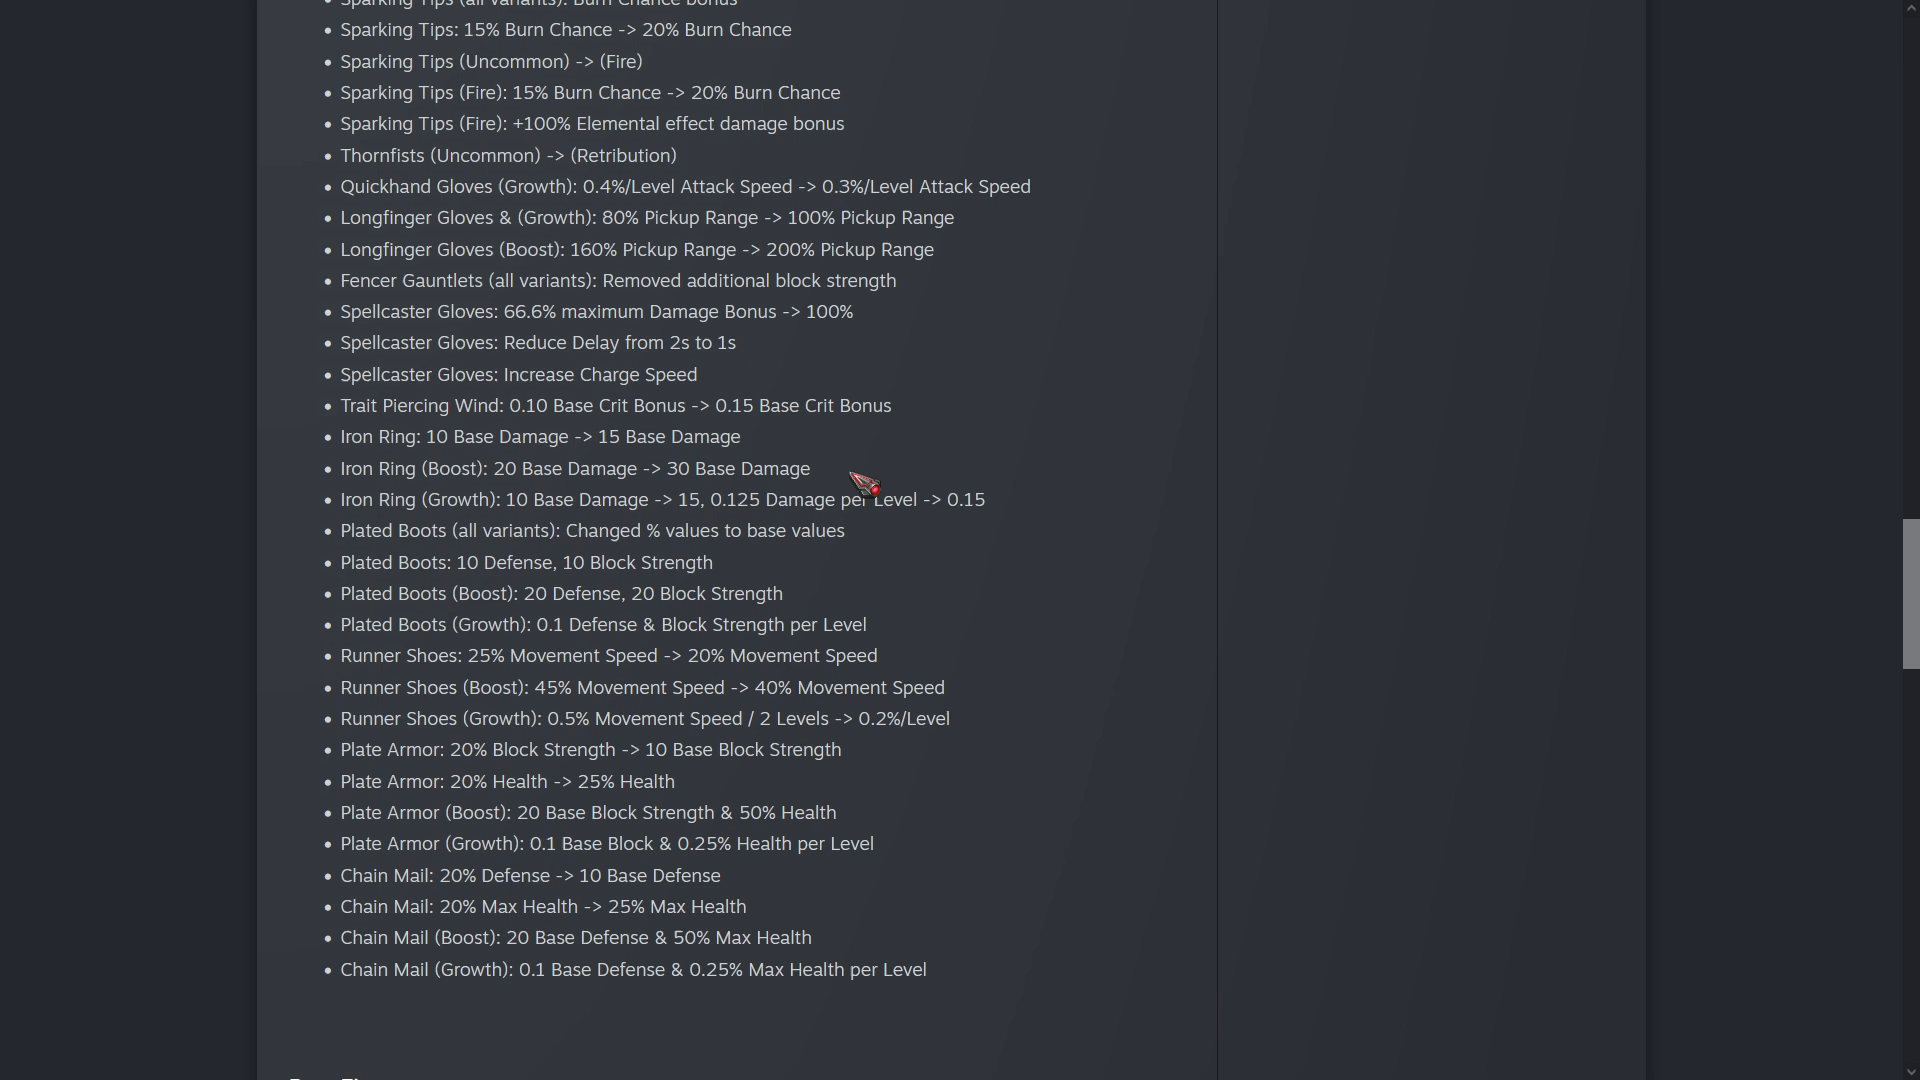 Sparking Tips (all variants): Burn Chance bonus
Sparking Tips: 15% Burn Chance -> 20% Burn Chance
Sparking Tips (Uncommon) -> (Fire)
Sparking Tips (Fire): 15% Burn Chance -> 20% Burn Chance
Sparking Tips (Fire): +100% Elemental effect damage bonus
Thornfists (Uncommon) -> (Retribution)
Quickhand Gloves (Growth): 0.4%/Level Attack Speed -> 0.3%/Level Attack Speed
Longfinger Gloves & (Growth): 80% Pickup Range -> 100% Pickup Range
Longfinger Gloves (Boost): 160% Pickup Range -> 200% Pickup Range
Fencer Gauntlets (all variants): Removed additional block strength
Spellcaster Gloves: 66.6% maximum Damage Bonus -> 100%
Spellcaster Gloves: Reduce Delay from 2s to 1s
Spellcaster Gloves: Increase Charge Speed
Trait Piercing Wind: 0.10 Base Crit Bonus -> 0.15 Base Crit Bonus
Iron Ring: 10 Base Damage -> 15 Base Damage
Iron Ring (Boost): 20 Base Damage -> 30 Base Damage
Iron Ring (Growth): 10 Base Damage -> 15, 0.125 Damage per Level -> 0.15
Plated Boots (all variants): Changed % values to base values
Plated Boots: 10 Defense, 10 Block Strength
Plated Boots (Boost): 20 Defense, 20 Block Strength
Plated Boots (Growth): 0.1 Defense & Block Strength per Level
Runner Shoes: 25% Movement Speed -> 20% Movement Speed
Runner Shoes (Boost): 45% Movement Speed -> 40% Movement Speed
Runner Shoes (Growth): 0.5% Movement Speed / 2 Levels -> 0.2%/Level
Plate Armor: 20% Block Strength -> 10 Base Block Strength
Plate Armor: 20% Health -> 25% Health
Plate Armor (Boost): 20 Base Block Strength & 50% Health
Plate Armor (Growth): 0.1 Base Block & 0.25% Health per Level
Chain Mail: 20% Defense -> 10 Base Defense
Chain Mail: 20% Max Health -> 25% Max Health
Chain Mail (Boost): 20 Base Defense & 50% Max Health
Chain Mail (Growth): 0.1 Base Defense & 0.25% Max Health per Level